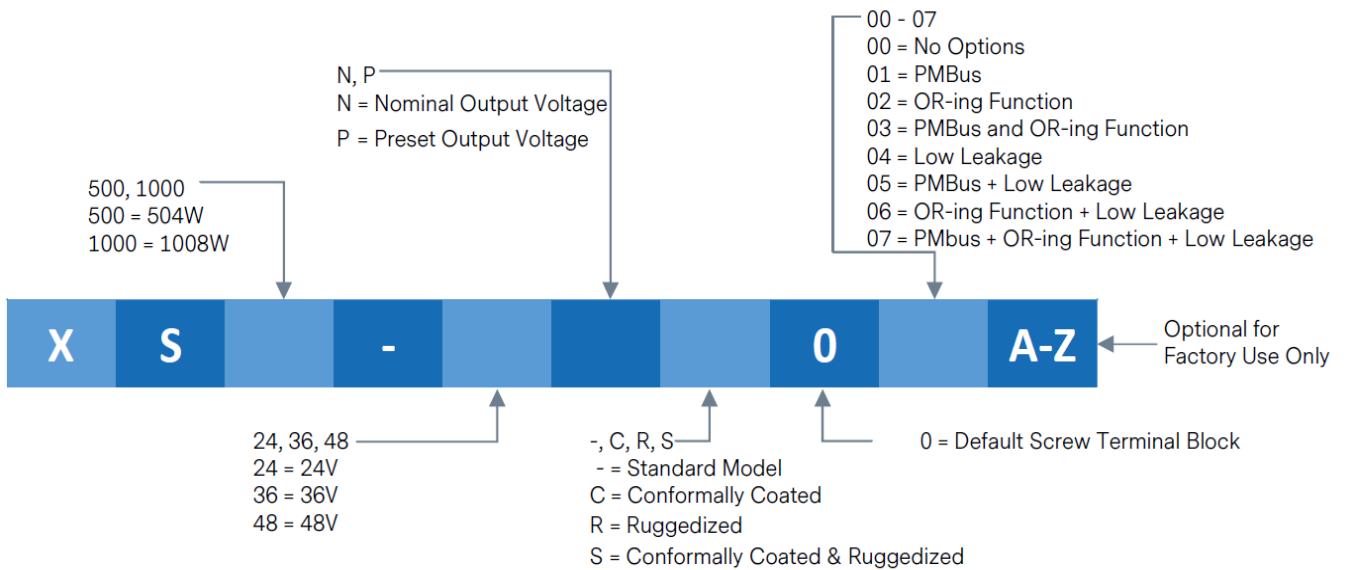 00 - 07
00 = No Options
01 = PMBus
02 = OR-ing Function
03 = PMBus and OR-ing Function
04 = Low Leakage
05 = PMBus + Low Leakage
06 = OR-ing Function + Low Leakage
07 = PMbus + OR-ing Function + Low Leakage
N, P
N = Nominal Output Voltage
P = Preset Output Voltage
500, 1000
500 = 504W
1000 = 1008W
X S - 0 A-Z
Optional for
Factory Use Only
24, 36, 48
24 = 24V
36 = 36V
48 = 48V
-, C, R, S
- = Standard Model
C = Conformally Coated
R = Ruggedized
S = Conformally Coated & Ruggedized
0 = Default Screw Terminal Block